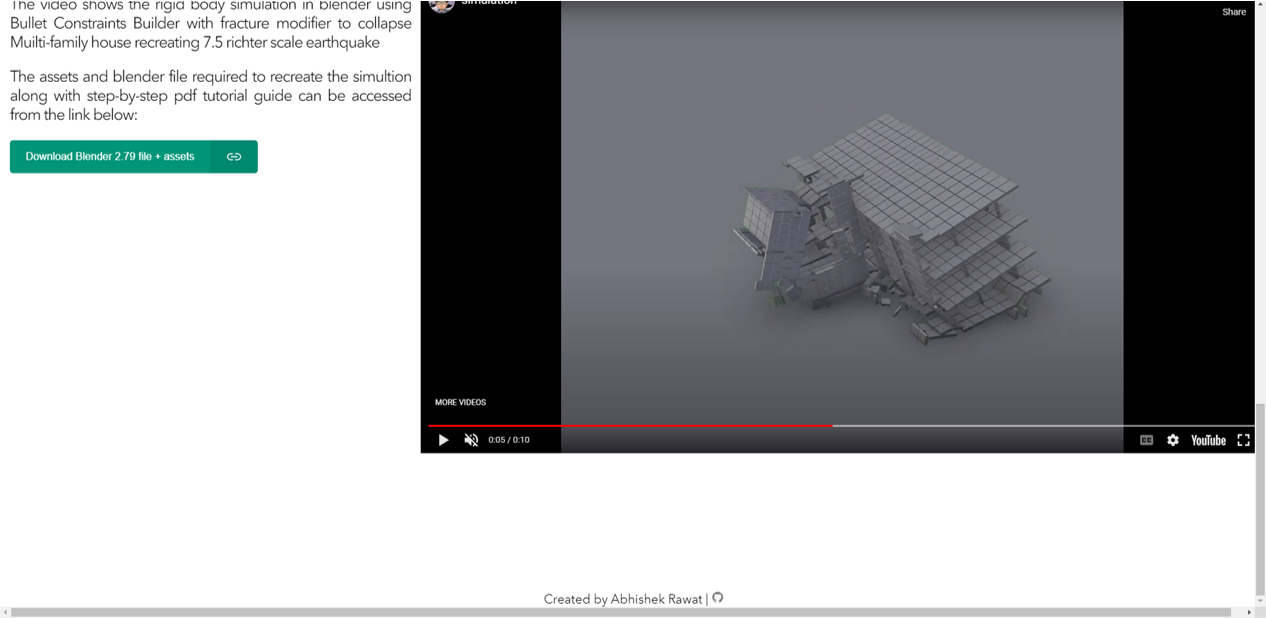 The video shows the rigid body simulation in blender using
Bullet Constraints Builder with fracture modifier to collapse
Muilti-family house recreating 7.5 richter scale earthquake
The assets and blender file required to recreate the simultion
along with step-by-step pdf tutorial guide can be accessed
from the link below:
Download Blender 2.79 file + assets
simulation
Share
MORE VIDEOS
0:05 / 0:10
CC
YouTube
Created by Abhishek Rawat |